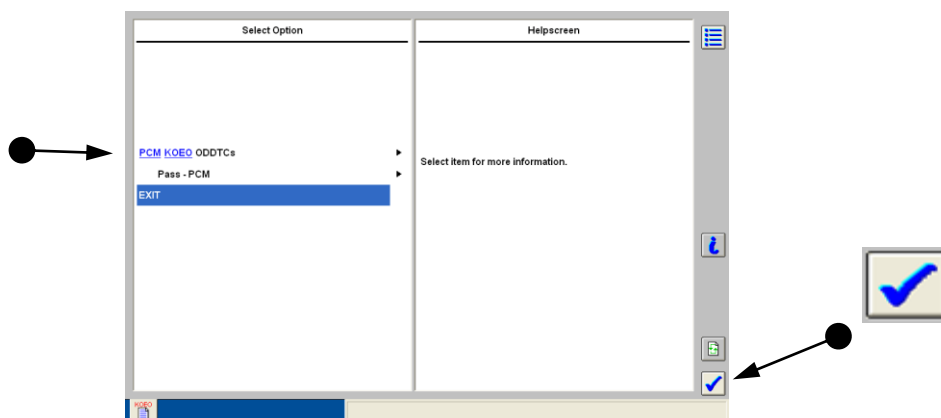 Select Option
Helpscreen
PCM KOEO ODDTCs
Select item for more information.
Pass - PCM
EXIT
i
KOEO